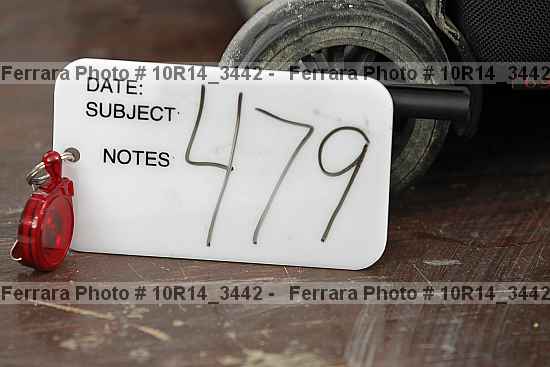 Ferrara Photo # 10R14_3442 - Ferrara Photo # 10R14_3442
DATE:
SUBJECT
479
NOTES
Ferrara Photo # 10R14_3442 - Ferrara Photo # 10R14_3442